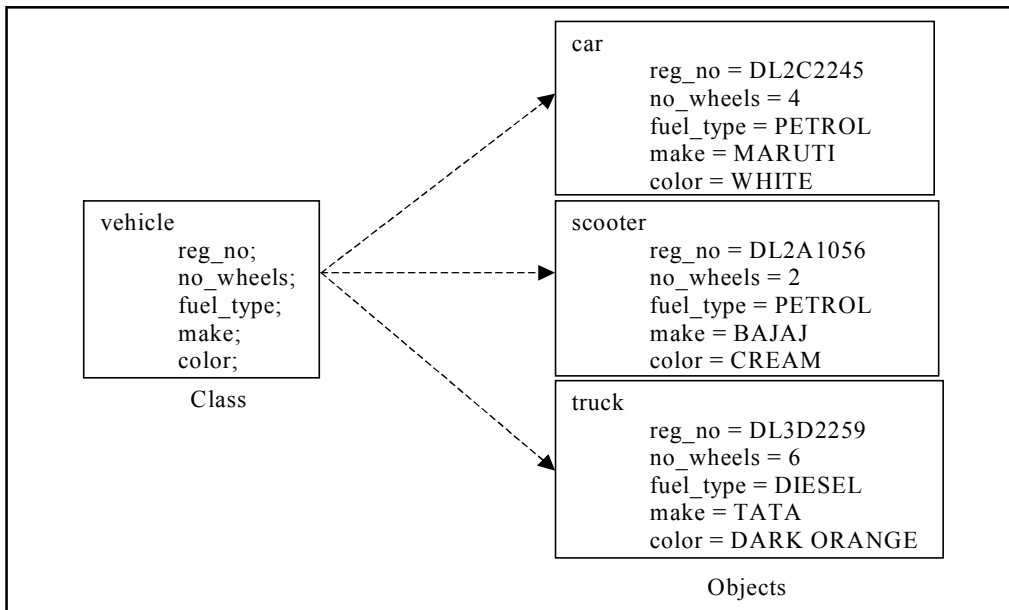 vehicle
reg_no;
no_wheels;
fuel_type;
make;
color;
Class
car
reg_no = DL2C2245
no_wheels = 4
fuel_type = PETROL
make = MARUTI
color = WHITE
scooter
reg_no = DL2A1056
no_wheels = 2
fuel_type = PETROL
make = BAJAJ
color = CREAM
truck
reg_no = DL3D2259
no_wheels = 6
fuel_type = DIESEL
make = TATA
color = DARK ORANGE
Objects